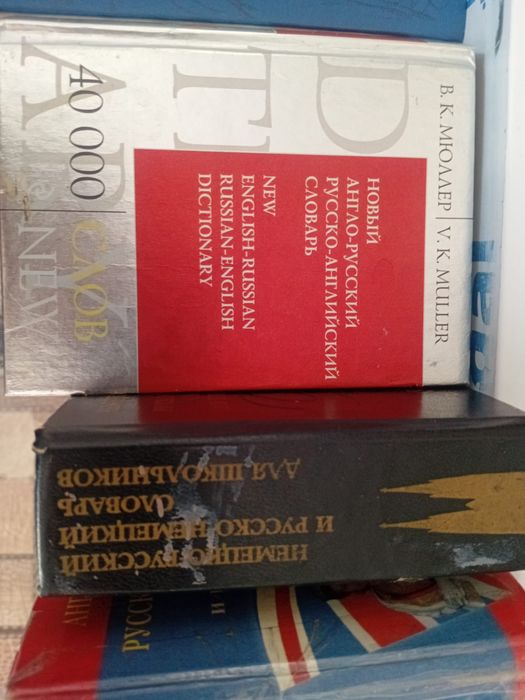 В. К. МЮЛЛЕР | V. K. MULLER
НОВЫЙ
АНГЛО-РУССКИЙ
РУССКО-АНГЛИЙСКИЙ
СЛОВАРЬ
NEW
ENGLISH-RUSSIAN
RUSSIAN-ENGLISH
DICTIONARY
40 000 СЛОВ
NEW
НЕМЕЦКО-РУССКИЙ
И РУССКО-НЕМЕЦКИЙ
СЛОВАРЬ
ДЛЯ ШКОЛЬНИКОВ